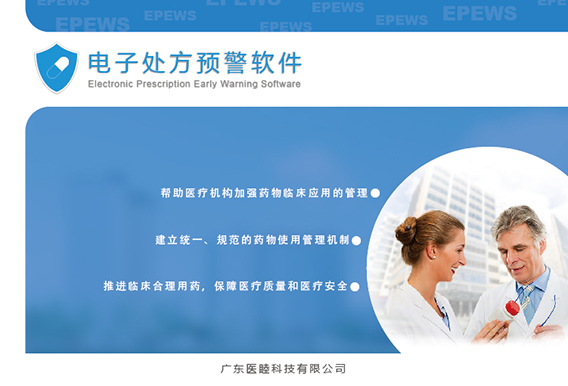 EPEWS EPEWS EPEWS EPEWS
EPEWS EPEWS EPEWS EPEWS EPEWS
电子处方预警软件
Electronic Prescription Early Warning Software
帮助医疗机构加强药物临床应用的管理
建立统一、规范的药物使用管理机制
推进临床合理用药，保障医疗质量和医疗安全
广东医睦科技有限公司